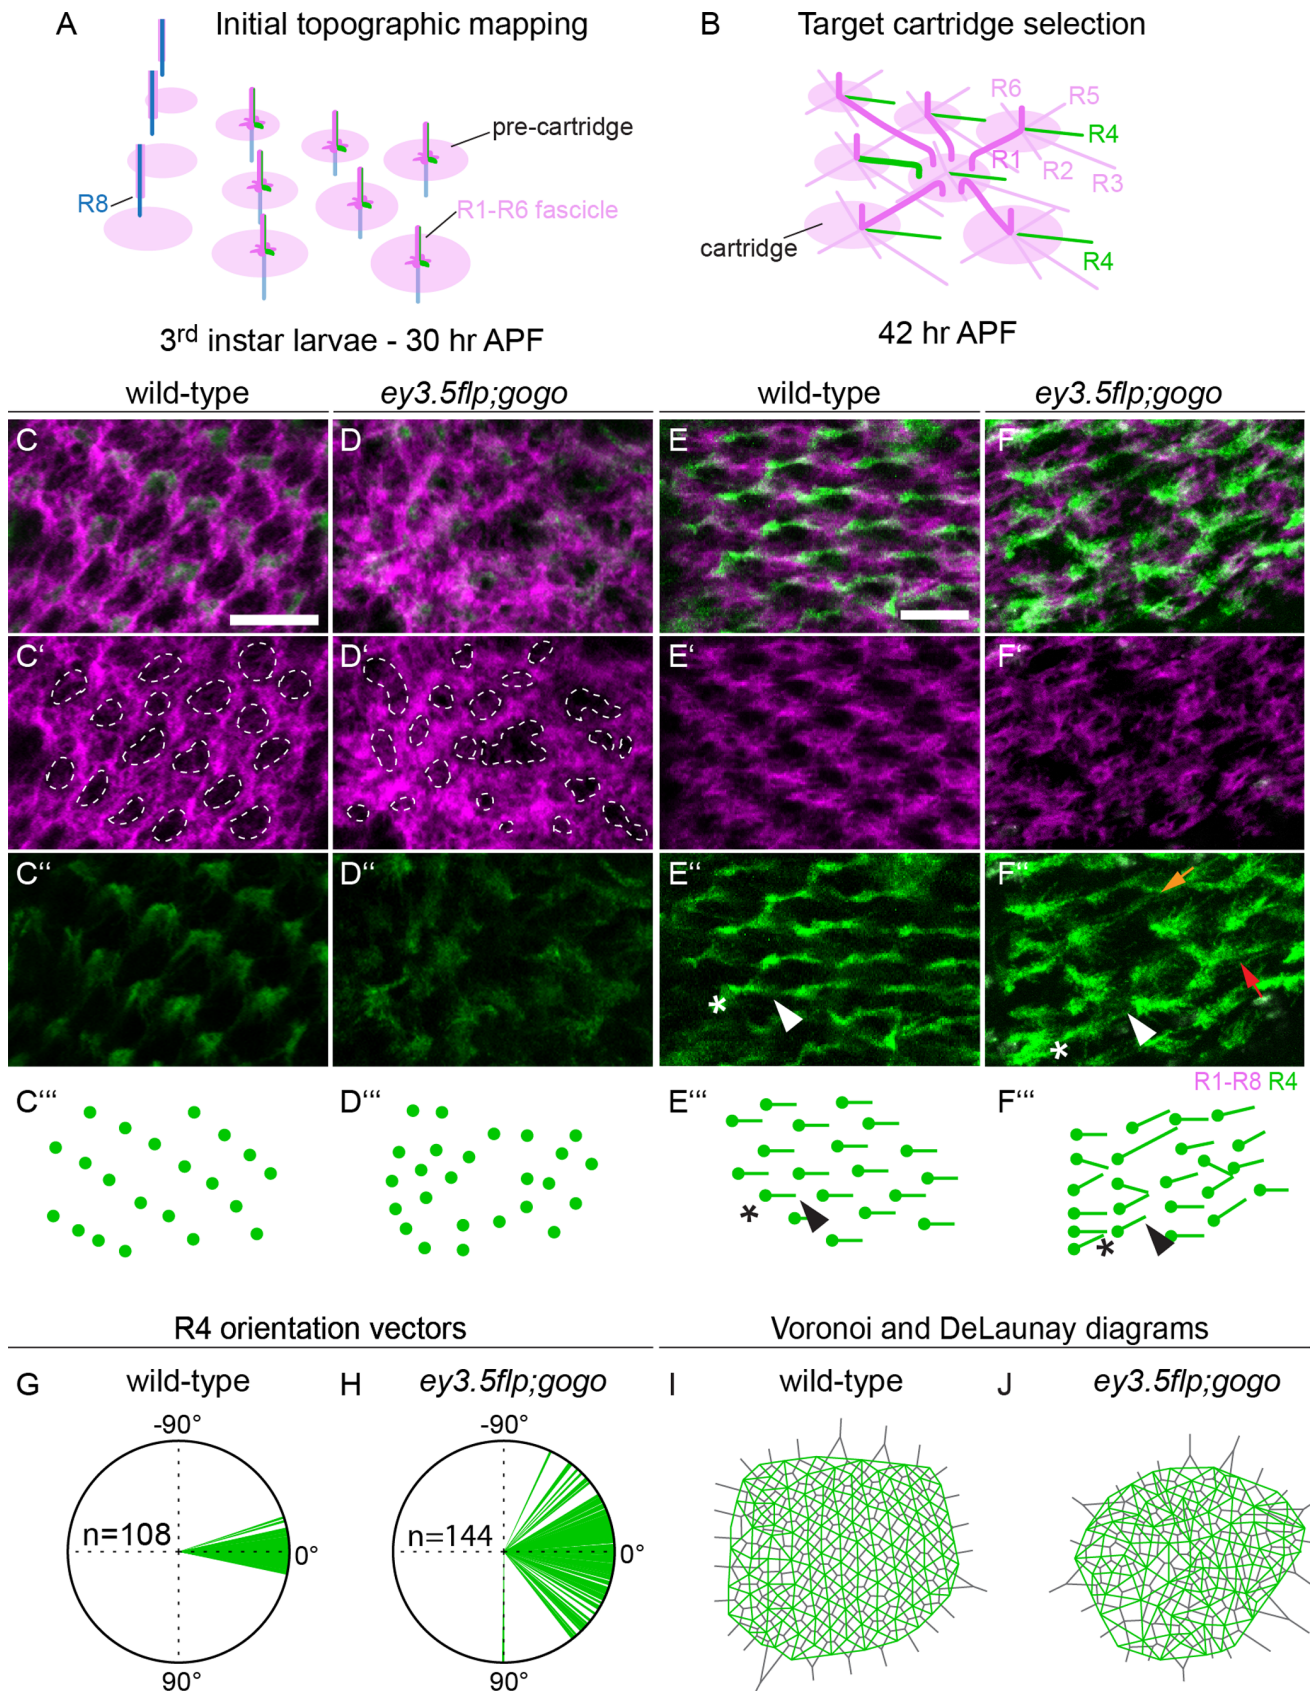 A Initial topographic mapping
B Target cartridge selection
R6
R5
pre-cartridge
R4
R1
R2
R3
R8
R1-R6 fascicle
cartridge
R4
3rd instar larvae - 30 hr APF
42 hr APF
wild-type
ey3.5flp;gogo
wild-type
ey3.5flp;gogo
C
D
E
F
C‘
D‘
E‘
F‘
C“
D“
E“
F“
*
*
R1-R8 R4
C‘“
D‘“
E‘“
F‘“
*
*
R4 orientation vectors
Voronoi and DeLaunay diagrams
G wild-type
H ey3.5flp;gogo
I wild-type
J ey3.5flp;gogo
-90°
-90°
n=108
0°
n=144
0°
90°
90°